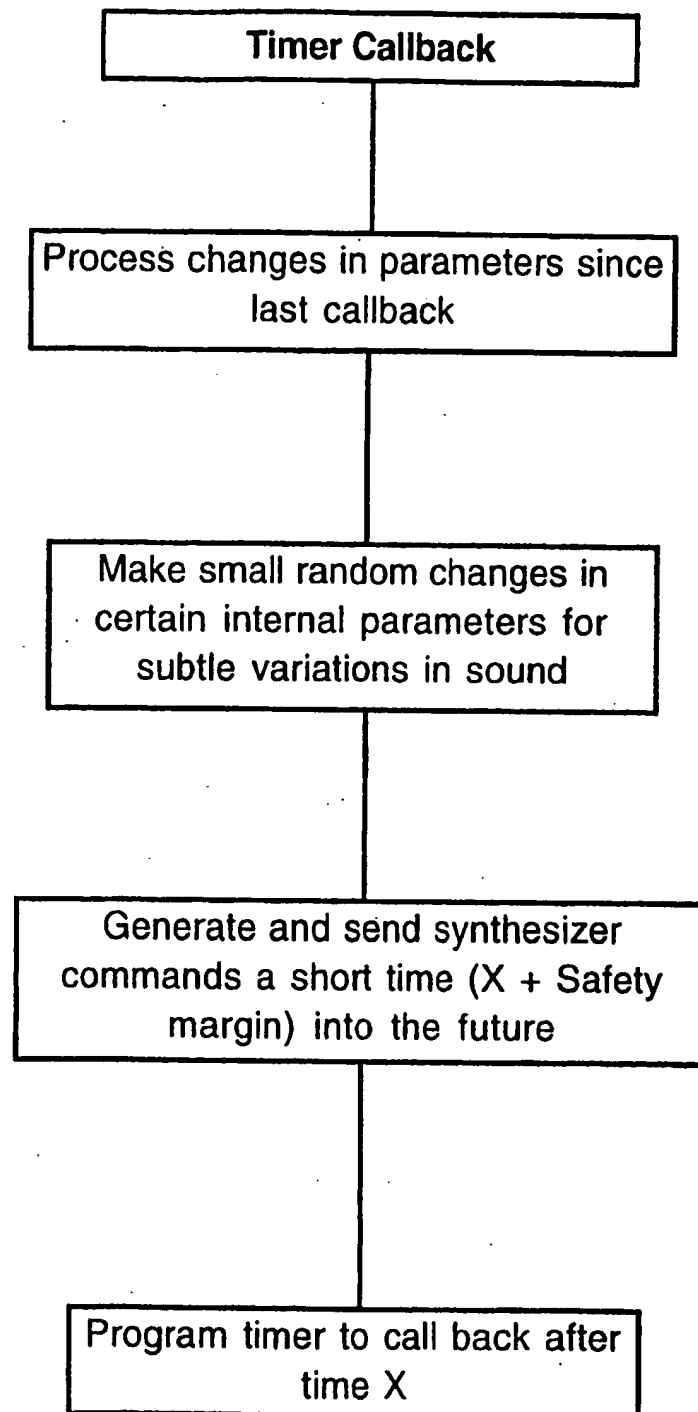 Timer Callback
Process changes in parameters since
last callback
Make small random changes in
certain internal parameters for
subtle variations in sound
Generate and send synthesizer
commands a short time (X + Safety
margin) into the future
Program timer to call back after
time X